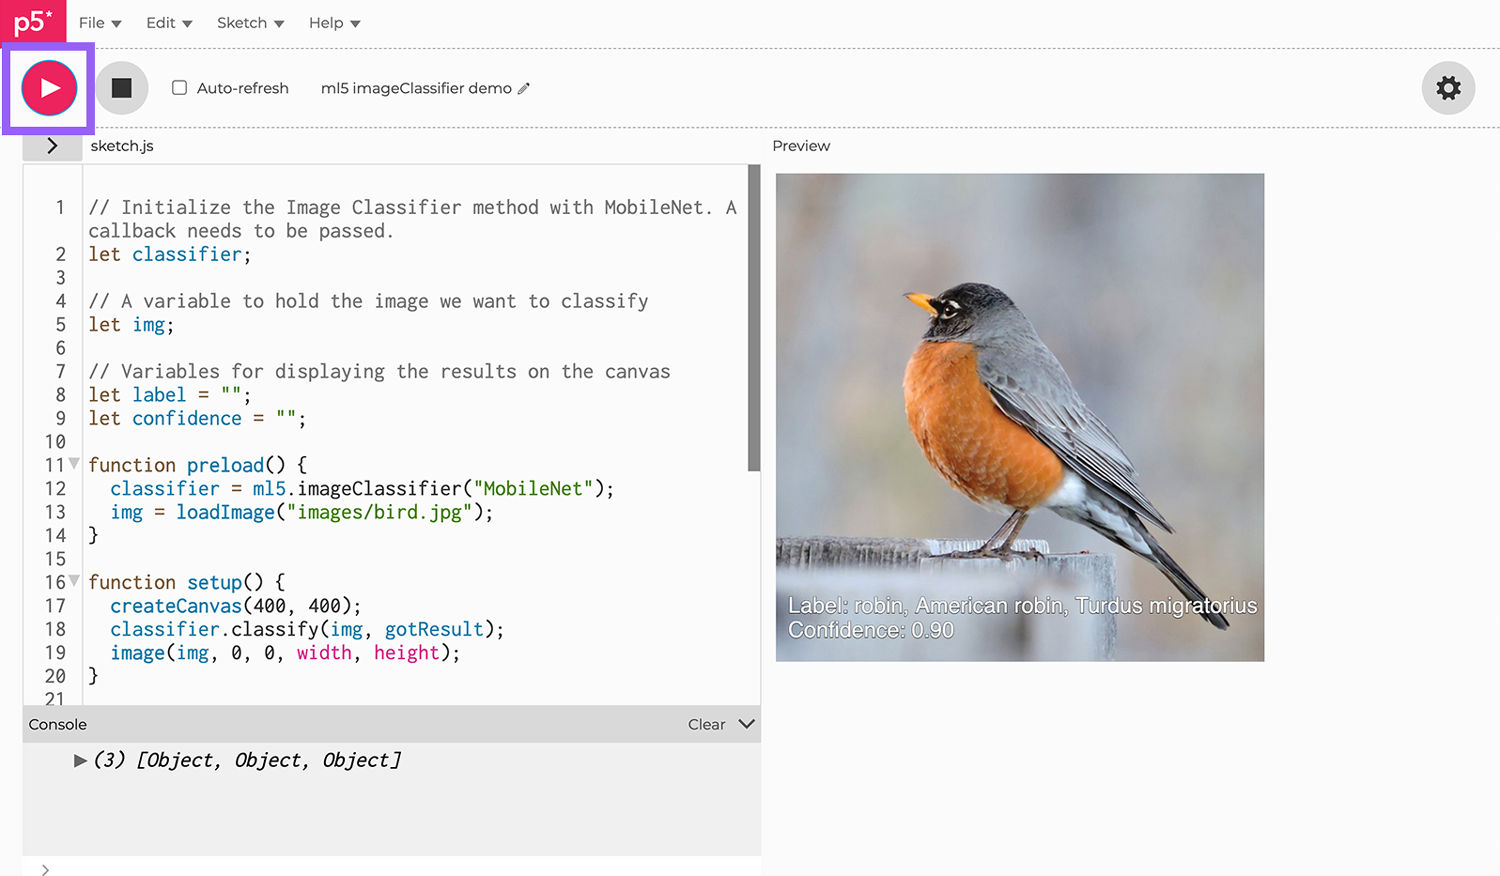 p5*
File Edit Sketch Help
Auto-refresh ml5 imageClassifier demo
sketch.js
Preview
1 // Initialize the Image Classifier method with MobileNet. A
callback needs to be passed.
2 let classifier;
3
4 // A variable to hold the image we want to classify
5 let img;
6
7 // Variables for displaying the results on the canvas
8 let label = "";
9 let confidence = "";
10
11 function preload() {
12 classifier = ml5.imageClassifier("MobileNet");
13 img = loadImage("images/bird.jpg");
14 }
15
16 function setup() {
17 createCanvas(400, 400);
18 classifier.classify(img, gotResult);
19 image(img, 0, 0, width, height);
20 }
21
Label: robin, American robin, Turdus migratorius
Confidence: 0.90
Console Clear
(3) [Object, Object, Object]